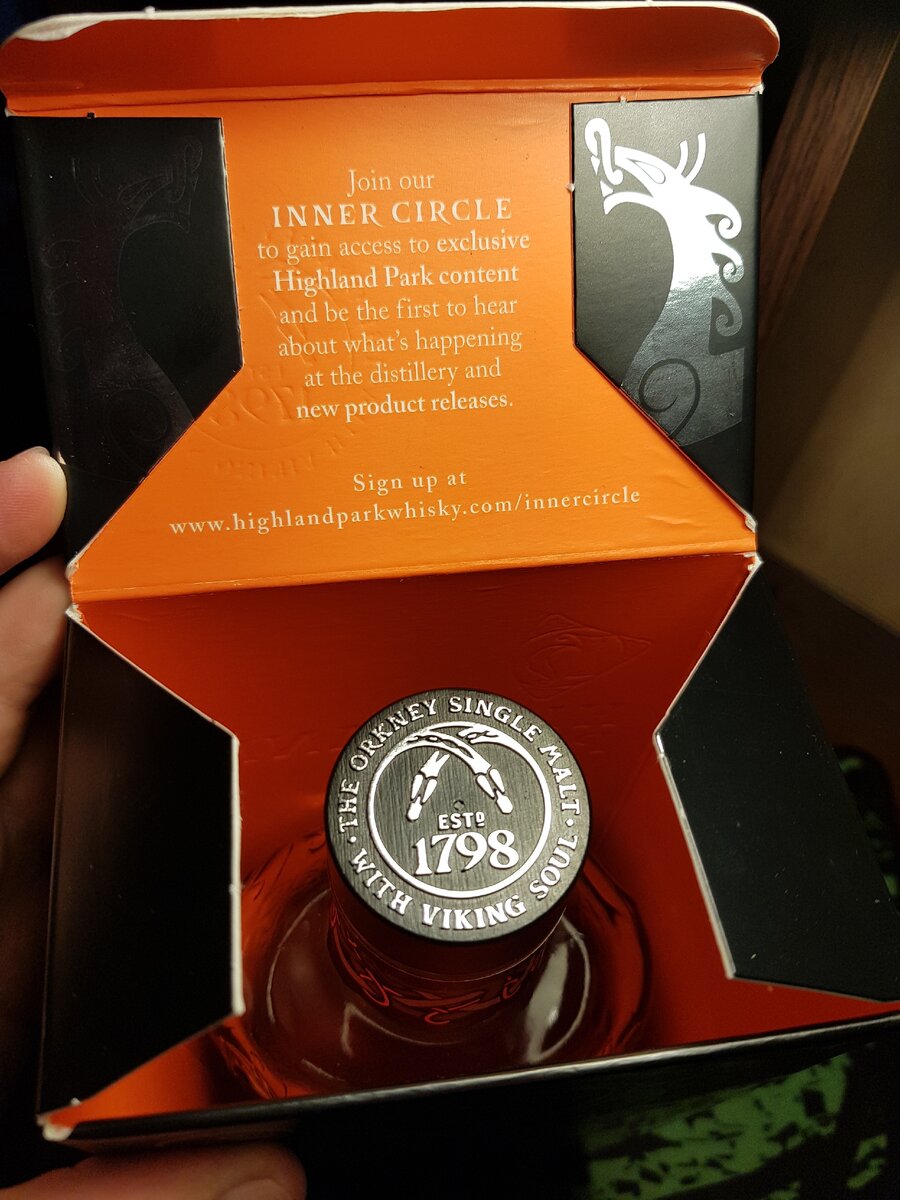 Join our
INNER CIRCLE
to gain access to exclusive
Highland Park content
and be the first to hear
about what's happening
at the distillery and
new product releases.
Sign up at
www.highlandparkwhisky.com/innercircle
THE ORKNEY SINGLE MALT
ESTD
1798
· WITH VIKING SOUL ·